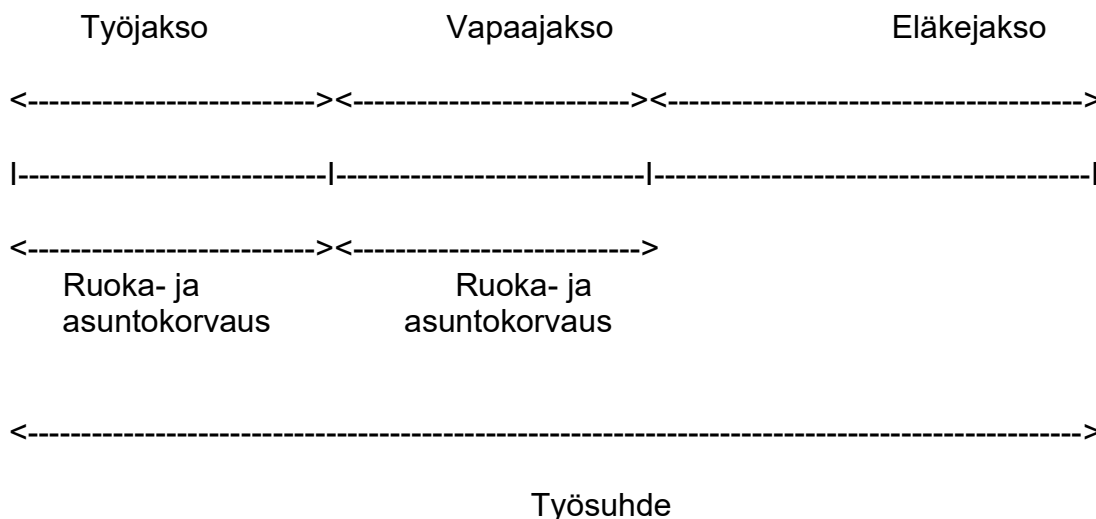 Työjakso Vapaajakso Eläkejakso
<---------------------------><-------------------------><--------------------------------------->
|----------------------------|----------------------------|----------------------------------------|
<--------------------------><---------------------------->
Ruoka- ja Ruoka- ja
asuntokorvaus asuntokorvaus
<------------------------------------------------------------------------------------------------>
Työsuhde